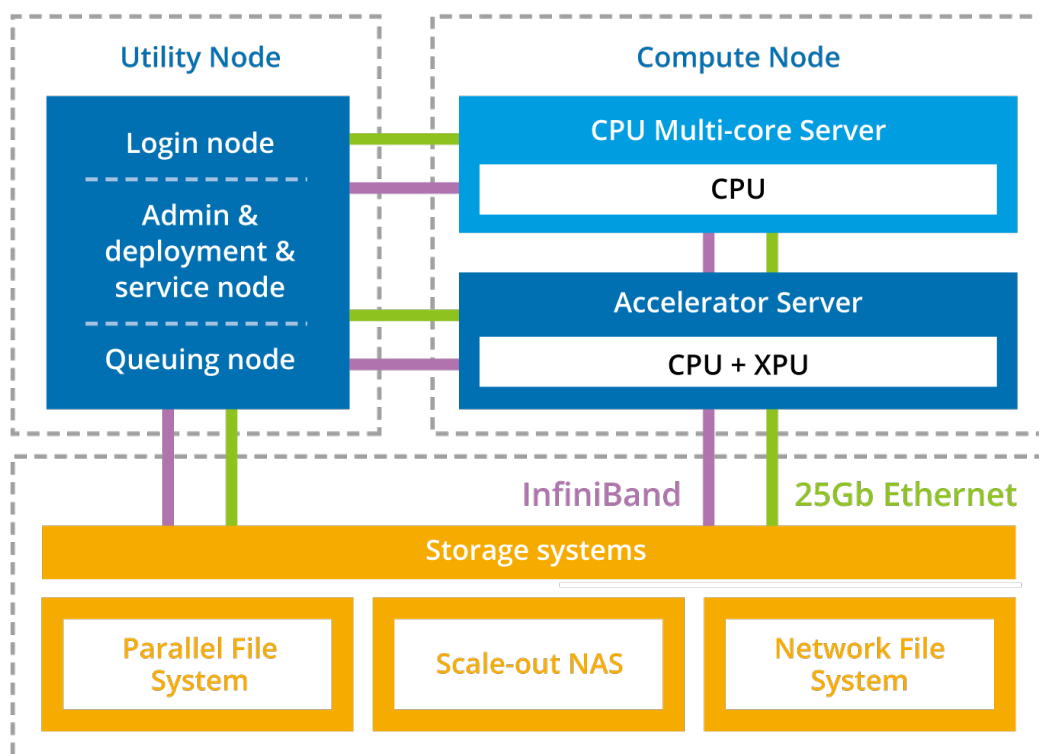 Utility Node
Login node
Admin &
deployment &
service node
Queuing node
Compute Node
CPU Multi-core Server
CPU
Accelerator Server
CPU + XPU
InfiniBand
25Gb Ethernet
Storage systems
Parallel File
System
Scale-out NAS
Network File
System